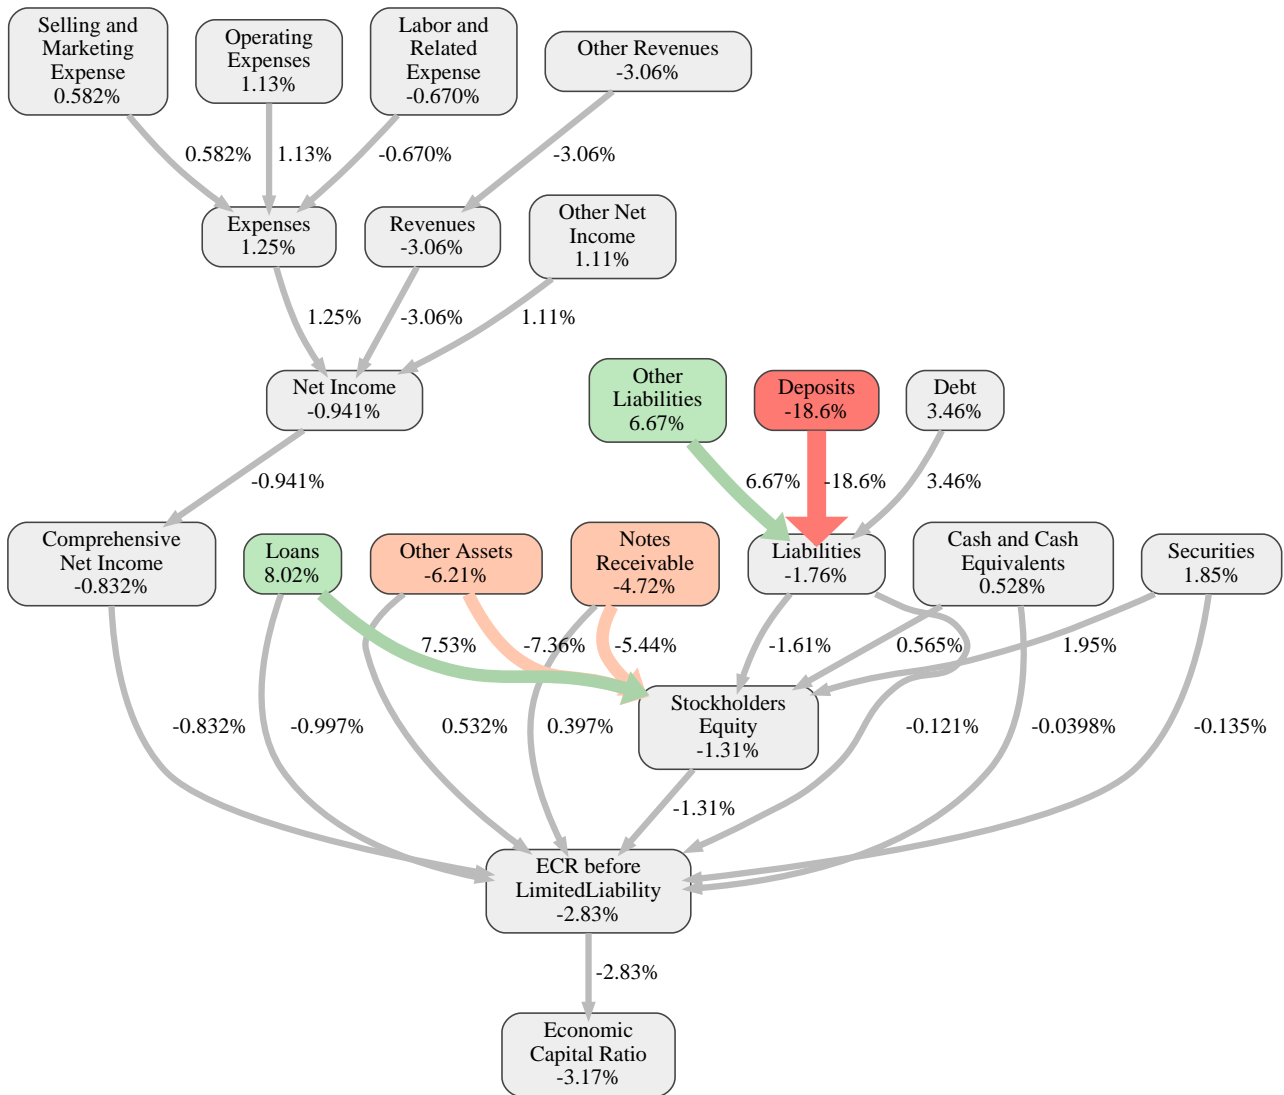 Selling and
Marketing
Expense
0.582%
Operating
Expenses
1.13%
Labor and
Related
Expense
-0.670%
Other Revenues
-3.06%
0.582%
1.13%
-0.670%
-3.06%
Expenses
1.25%
Revenues
-3.06%
Other Net
Income
1.11%
1.25%
-3.06%
1.11%
Net Income
-0.941%
Other
Liabilities
6.67%
Deposits
-18.6%
Debt
3.46%
-0.941%
6.67%
-18.6%
3.46%
Comprehensive
Net Income
-0.832%
Loans
8.02%
Other Assets
-6.21%
Notes
Receivable
-4.72%
Liabilities
-1.76%
Cash and Cash
Equivalents
0.528%
Securities
1.85%
7.53%
-7.36%
-5.44%
-1.61%
0.565%
1.95%
Stockholders
Equity
-1.31%
-0.832%
-0.997%
0.532%
0.397%
-0.121%
-0.0398%
-0.135%
-1.31%
ECR before
LimitedLiability
-2.83%
-2.83%
Economic
Capital Ratio
-3.17%